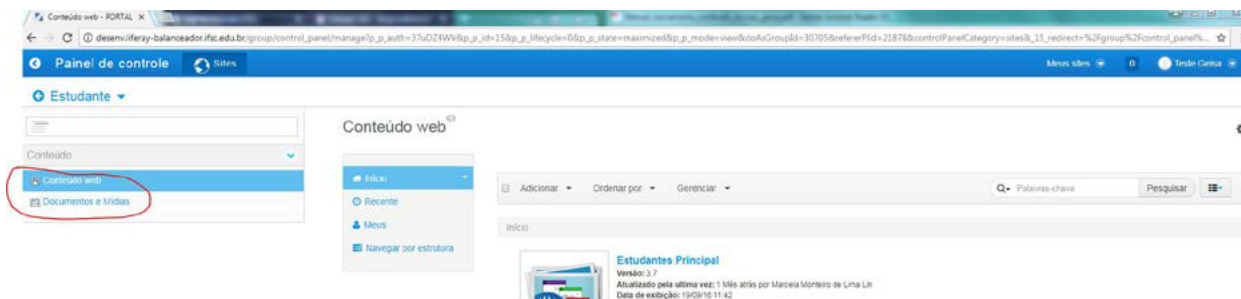 Conteúdo web - PORTAL
desenv.liferay-balanceador.ifsc.edu.br/group/control_panel/manage?p_p_auth=37uDZ4WV&p_p_id=15&p_p_lifecycle=0&p_p_state=maximized&p_p_mode=view&doAsGroupId=30705&refererPlid=21878&controlPanelCategory=sites&_15_redirect=%2Fgroup%2Fcontrol_panel%...
Painel de controle Sites Meus sites 0 Teste Geisa
Estudante
Conteúdo web
Conteúdo
Conteúdo web
Início
Documentos e Mídias
Adicionar Ordenar por Gerenciar Palavras-chave Pesquisar
Recente
Meus
Início
Navegar por estrutura
Estudantes Principal
Versão: 3.7
Atualizado pela ultima vez: 1 Mês atrás por Marcela Monteiro de Lima Lin
Data de exibição: 19/09/16 11:42